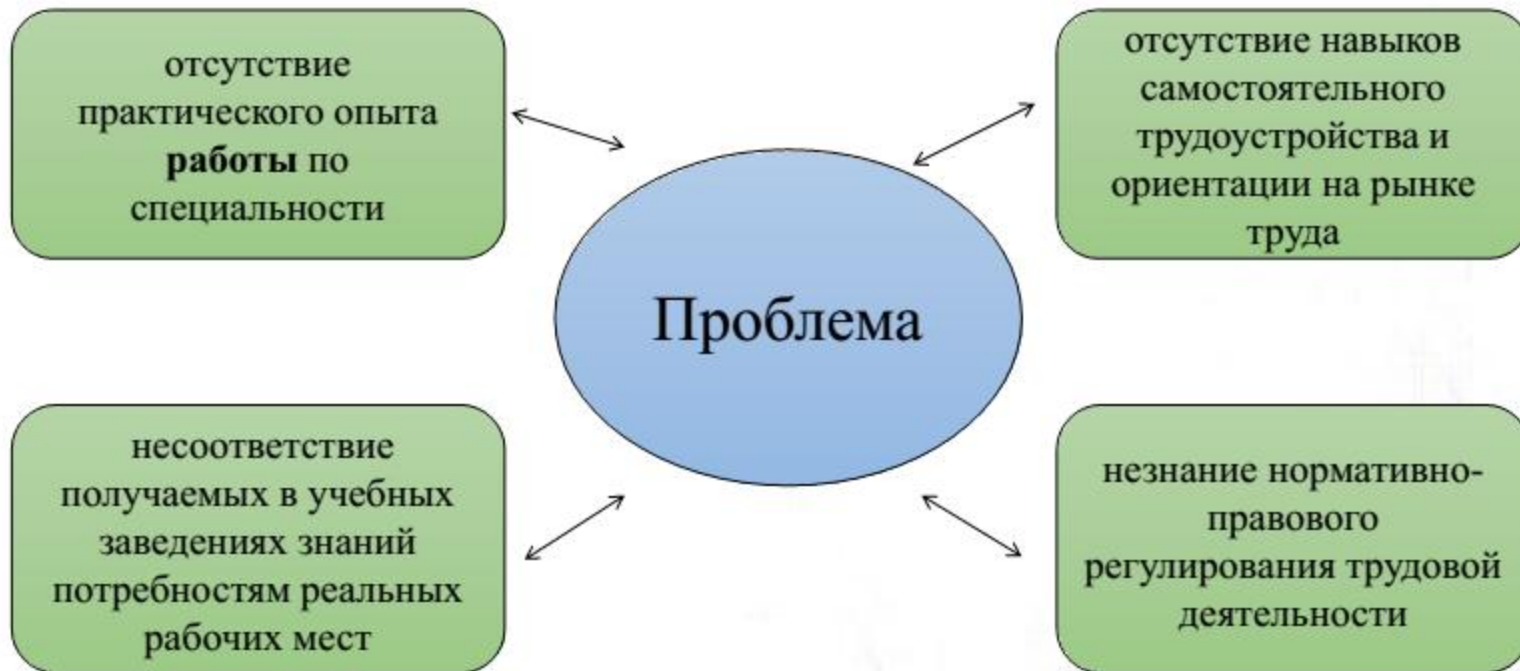 отсутствие
практического опыта
работы по
специальности
отсутствие навыков
самостоятельного
трудоустройства и
ориентации на рынке
труда
Проблема
несоответствие
получаемых в учебных
заведениях знаний
потребностям реальных
рабочих мест
незнание нормативно-
правового
регулирования трудовой
деятельности